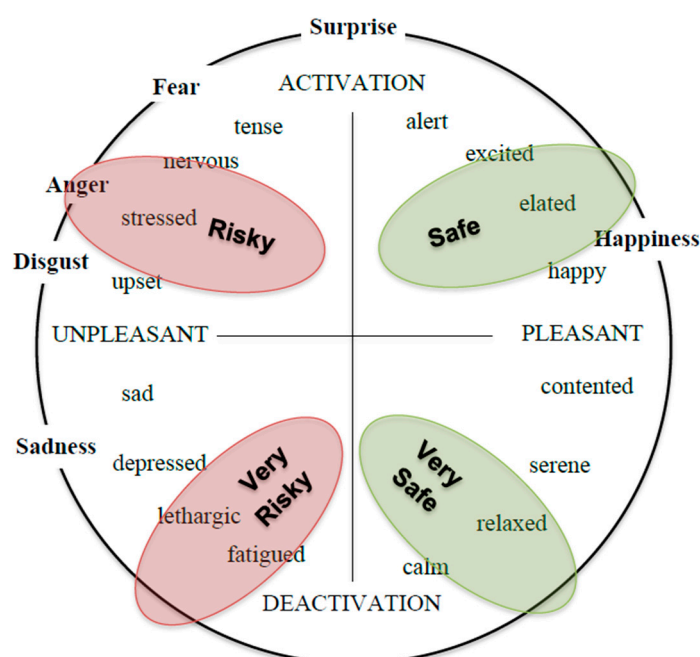 Surprise
Fear
ACTIVATION
tense
alert
nervous
excited
Anger
stressed
Risky
Safe
elated
Disgust
Happiness
upset
happy
UNPLEASANT
PLEASANT
sad
contented
Sadness
depressed
Very
Risky
Very
Safe
serene
lethargic
relaxed
fatigued
calm
DEACTIVATION